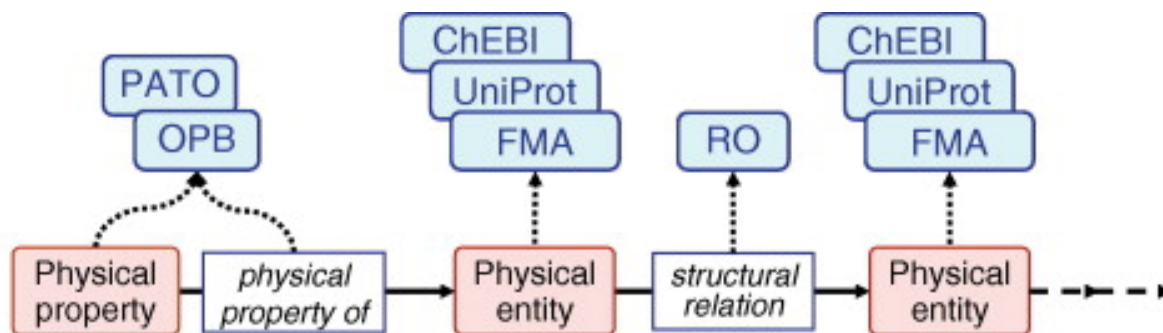 PATO
OPB
ChEBI
UniProt
FMA
RO
ChEBI
UniProt
FMA
Physical
property
physical
property of
Physical
entity
structural
relation
Physical
entity